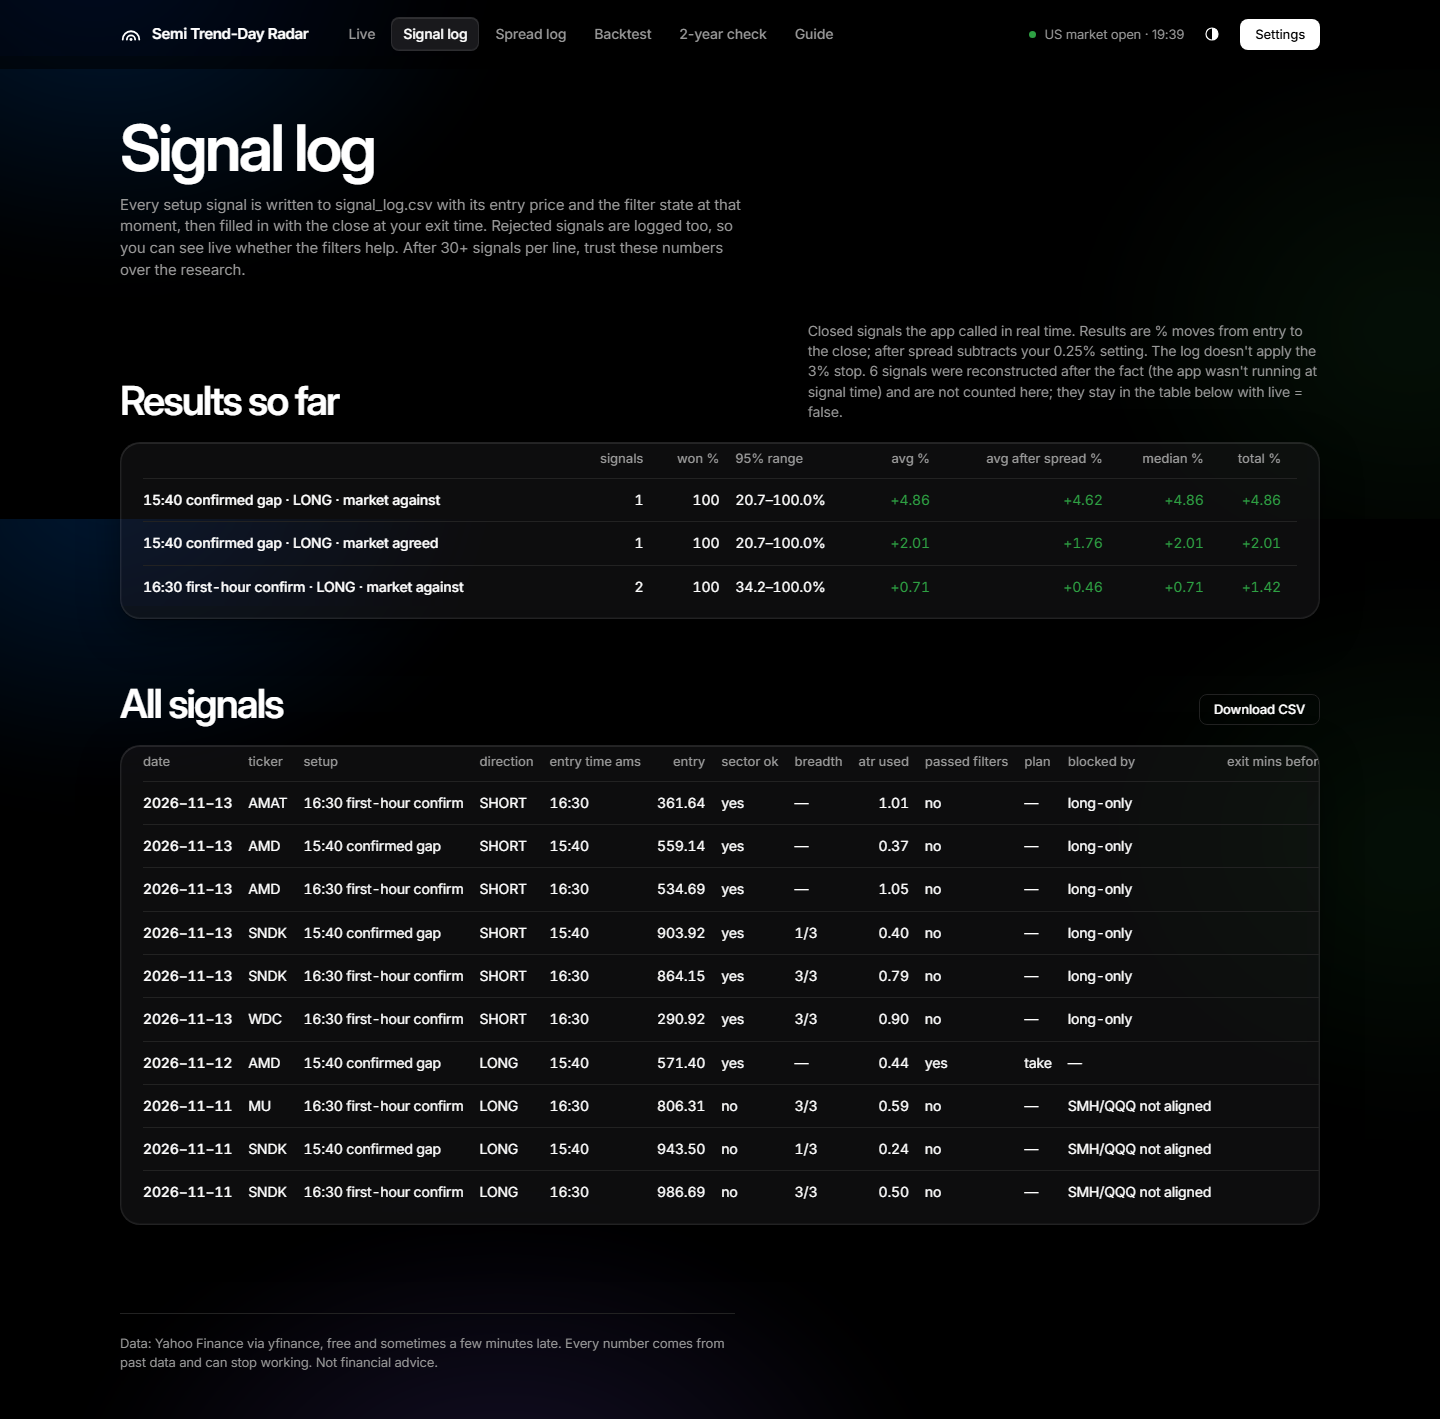 Semi Trend-Day Radar Live Signal log Spread log Backtest 2-year check Guide US market open · 19:39 Settings
Signal log
Every setup signal is written to signal_log.csv with its entry price and the filter state at that
moment, then filled in with the close at your exit time. Rejected signals are logged too, so
you can see live whether the filters help. After 30+ signals per line, trust these numbers
over the research.
Results so far
Closed signals the app called in real time. Results are % moves from entry to
the close; after spread subtracts your 0.25% setting. The log doesn't apply the
3% stop. 6 signals were reconstructed after the fact (the app wasn't running at
signal time) and are not counted here; they stay in the table below with live =
false.
signals won % 95% range avg % avg after spread % median % total %
15:40 confirmed gap · LONG · market against 1 100 20.7–100.0% +4.86 +4.62 +4.86 +4.86
15:40 confirmed gap · LONG · market agreed 1 100 20.7–100.0% +2.01 +1.76 +2.01 +2.01
16:30 first-hour confirm · LONG · market against 2 100 34.2–100.0% +0.71 +0.46 +0.71 +1.42
All signals
Download CSV
date ticker setup direction entry time ams entry sector ok breadth atr used passed filters plan blocked by exit mins befor
2026-11-13 AMAT 16:30 first-hour confirm SHORT 16:30 361.64 yes — 1.01 no — long-only
2026-11-13 AMD 15:40 confirmed gap SHORT 15:40 559.14 yes — 0.37 no — long-only
2026-11-13 AMD 16:30 first-hour confirm SHORT 16:30 534.69 yes — 1.05 no — long-only
2026-11-13 SNDK 15:40 confirmed gap SHORT 15:40 903.92 yes 1/3 0.40 no — long-only
2026-11-13 SNDK 16:30 first-hour confirm SHORT 16:30 864.15 yes 3/3 0.79 no — long-only
2026-11-13 WDC 16:30 first-hour confirm SHORT 16:30 290.92 yes 3/3 0.90 no — long-only
2026-11-12 AMD 15:40 confirmed gap LONG 15:40 571.40 yes — 0.44 yes take —
2026-11-11 MU 16:30 first-hour confirm LONG 16:30 806.31 no 3/3 0.59 no — SMH/QQQ not aligned
2026-11-11 SNDK 15:40 confirmed gap LONG 15:40 943.50 no 1/3 0.24 no — SMH/QQQ not aligned
2026-11-11 SNDK 16:30 first-hour confirm LONG 16:30 986.69 no 3/3 0.50 no — SMH/QQQ not aligned
Data: Yahoo Finance via yfinance, free and sometimes a few minutes late. Every number comes from
past data and can stop working. Not financial advice.